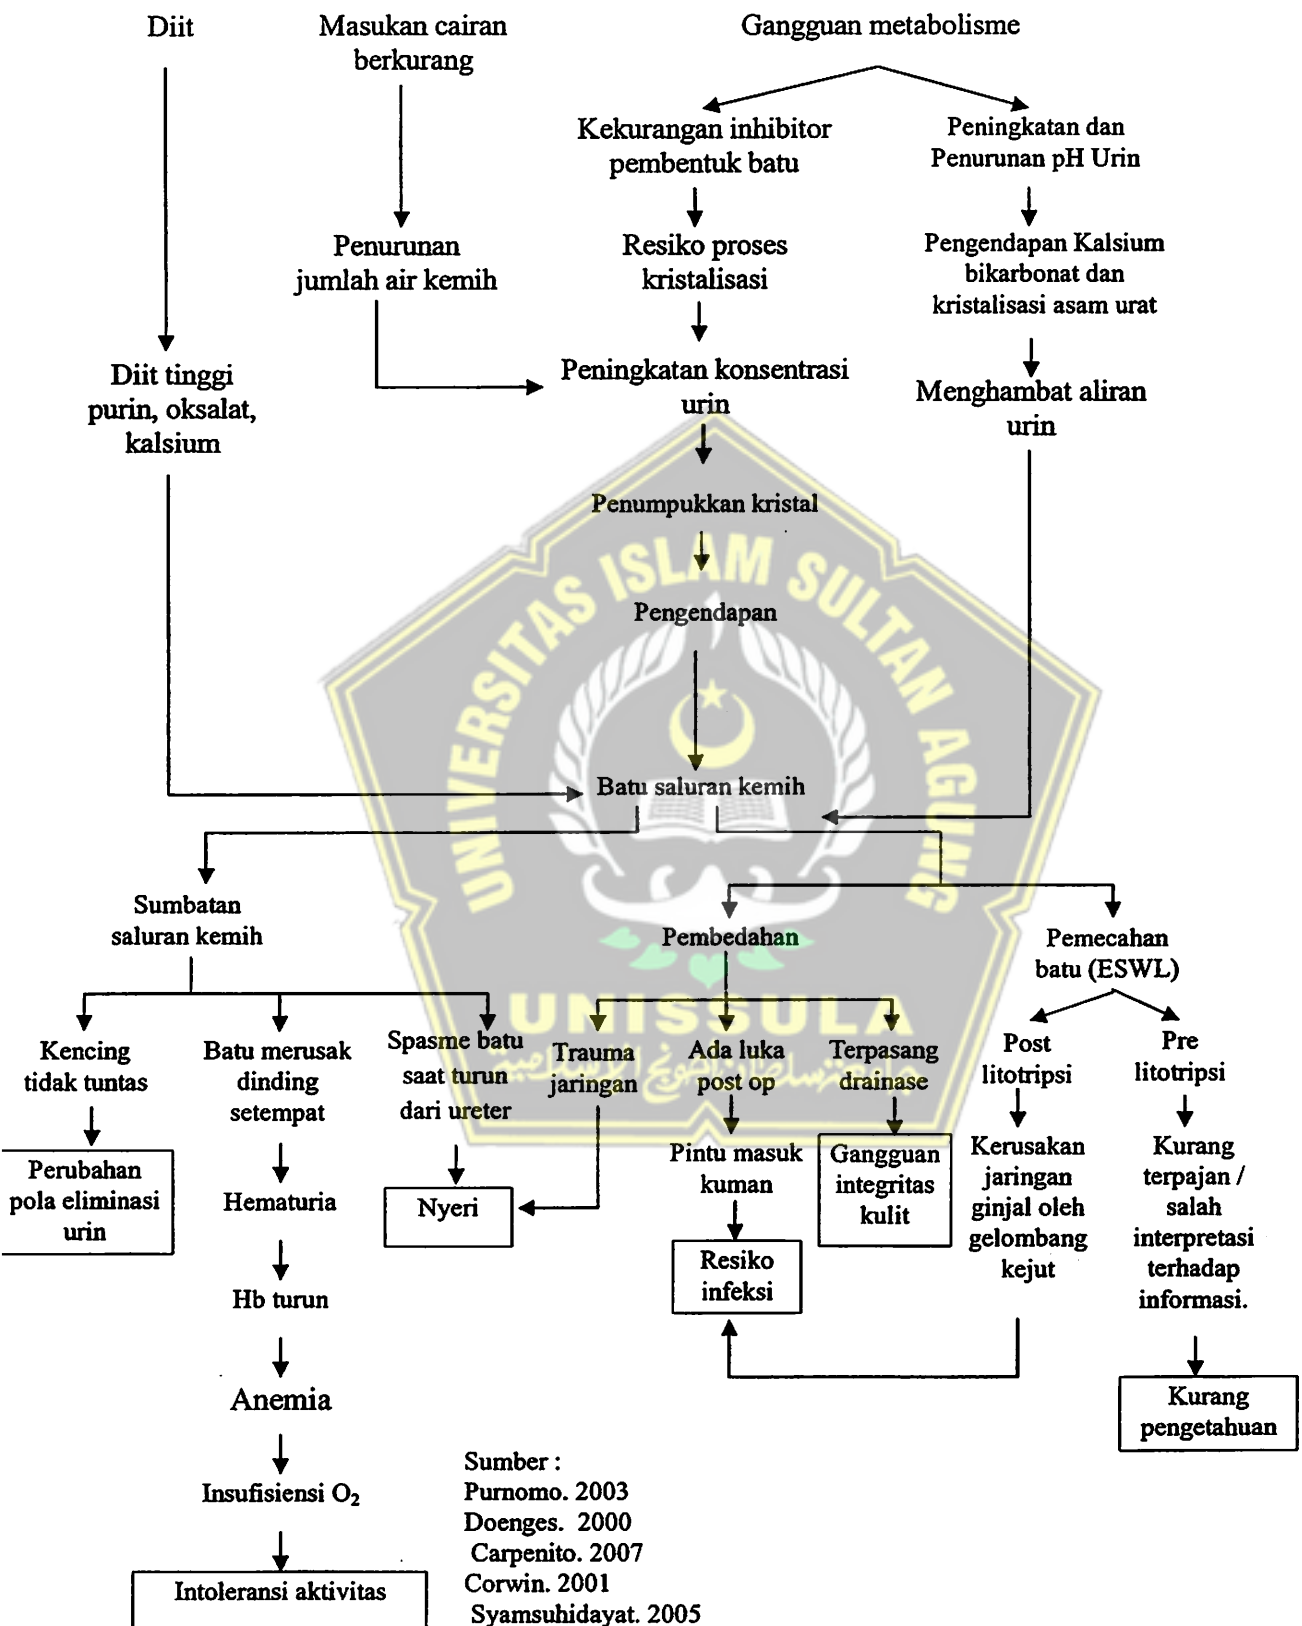 Diit
Masukan cairan
berkurang
Gangguan metabolisme
Kekurangan inhibitor
pembentuk batu
Peningkatan dan
Penurunan pH Urin
Penurunan
jumlah air kemih
Resiko proses
kristalisasi
Pengendapan Kalsium
bikarbonat dan
kristalisasi asam urat
Diit tinggi
purin, oksalat,
kalsium
Peningkatan konsentrasi
urin
Menghambat aliran
urin
Penumpukkan kristal
UNIVERSITAS ISLAM SULTAN AGUNG
Pengendapan
Batu saluran kemih
Sumbatan
saluran kemih
Pembedahan
Pemecahan
batu (ESWL)
UNISSULA
Kencing
tidak tuntas
Batu merusak
dinding
setempat
Spasme batu
saat turun
dari ureter
Trauma
jaringan
Ada luka
post op
Terpasang
drainase
Post
litotripsi
Pre
litotripsi
Perubahan
pola eliminasi
urin
Hematuria
Nyeri
Pintu masuk
kuman
Gangguan
integritas
kulit
Kerusakan
jaringan
ginjal oleh
gelombang
kejut
Kurang
terpajan /
salah
interpretasi
terhadap
informasi.
Resiko
infeksi
Hb turun
Anemia
Kurang
pengetahuan
Insufisiensi O₂
Intoleransi aktivitas
Sumber :
Purnomo. 2003
Doenges. 2000
Carpenito. 2007
Corwin. 2001
Syamsuhidayat. 2005